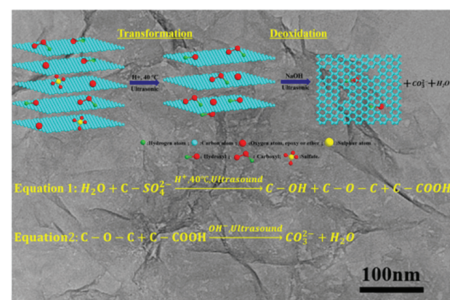 Transformation Deoxidation
H+, 40 °C
Ultrasonic
NaOH
Ultrasonic
+CO₃²⁻+H₂O
:Hydrogen atom ; :Carbon atom ; :Oxygen atom, epoxy or ether ; :Sulphur atom
:Hydroxyl ; :Carboxyl; :Sulfate.
Equation 1: H₂O + C − SO₄²⁻ H⁺ 40℃ Ultrasound C − OH + C − O − C + C − COOH
Equation2: C − O − C + C − COOH OH⁻ Ultrasound CO₃²⁻ + H₂O
100nm